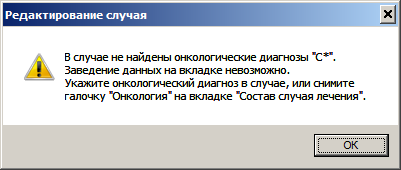 Редактирование случая
В случае не найдены онкологические диагнозы "C*".
Заведение данных на вкладке невозможно.
Укажите онкологический диагноз в случае, или снимите
галочку "Онкология" на вкладке "Состав случая лечения".
OK